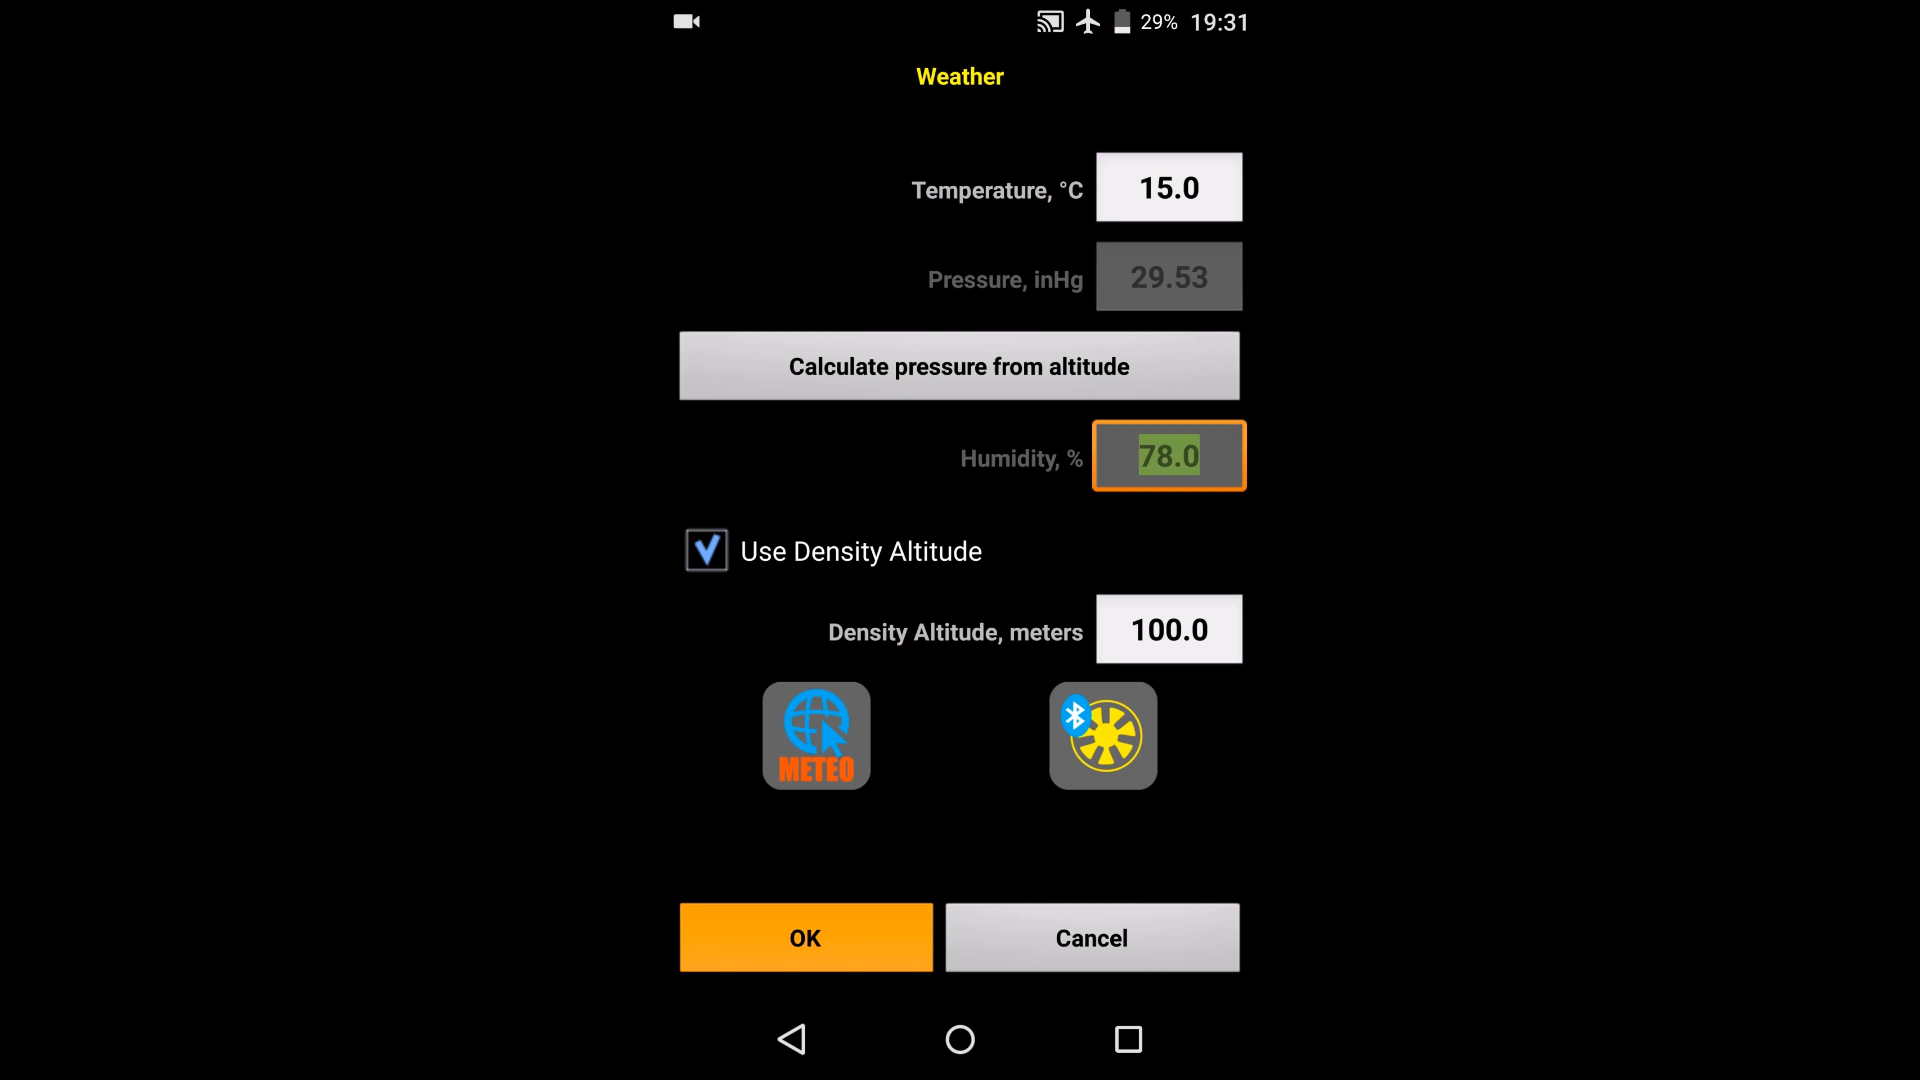 29% 19:31
Weather
Temperature, °C 15.0
Pressure, inHg 29.53
Calculate pressure from altitude
Humidity, % 78.0
Use Density Altitude
Density Altitude, meters 100.0
METEO
OK Cancel